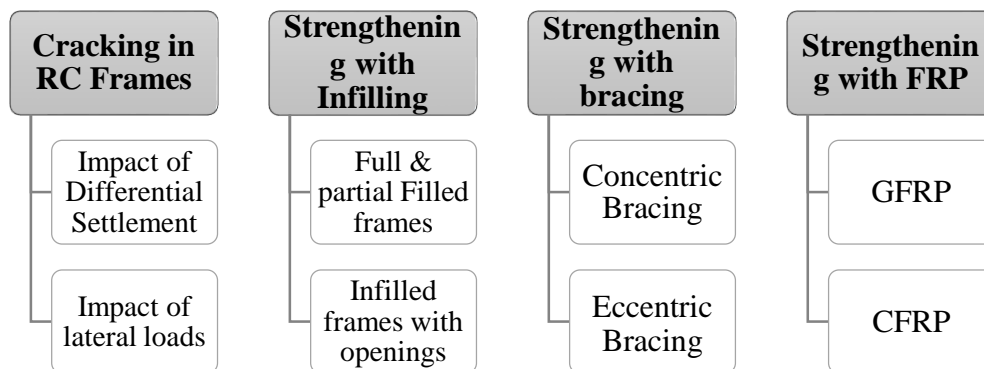 Cracking in
RC Frames
Impact of
Differential
Settlement
Impact of
lateral loads
Strengthenin
g with
Infilling
Full &
partial Filled
frames
Infilled
frames with
openings
Strengthenin
g with
bracing
Concentric
Bracing
Eccentric
Bracing
Strengthenin
g with FRP
GFRP
CFRP